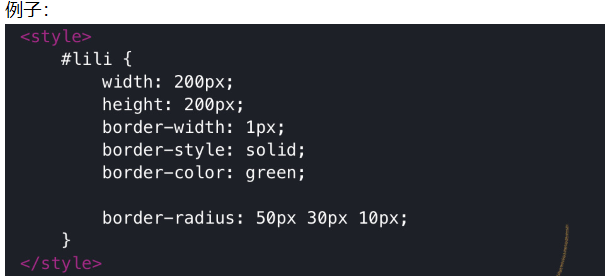 例子：
<style>
    #lili {
        width: 200px;
        height: 200px;
        border-width: 1px;
        border-style: solid;
        border-color: green;

        border-radius: 50px 30px 10px;
    }
</style>